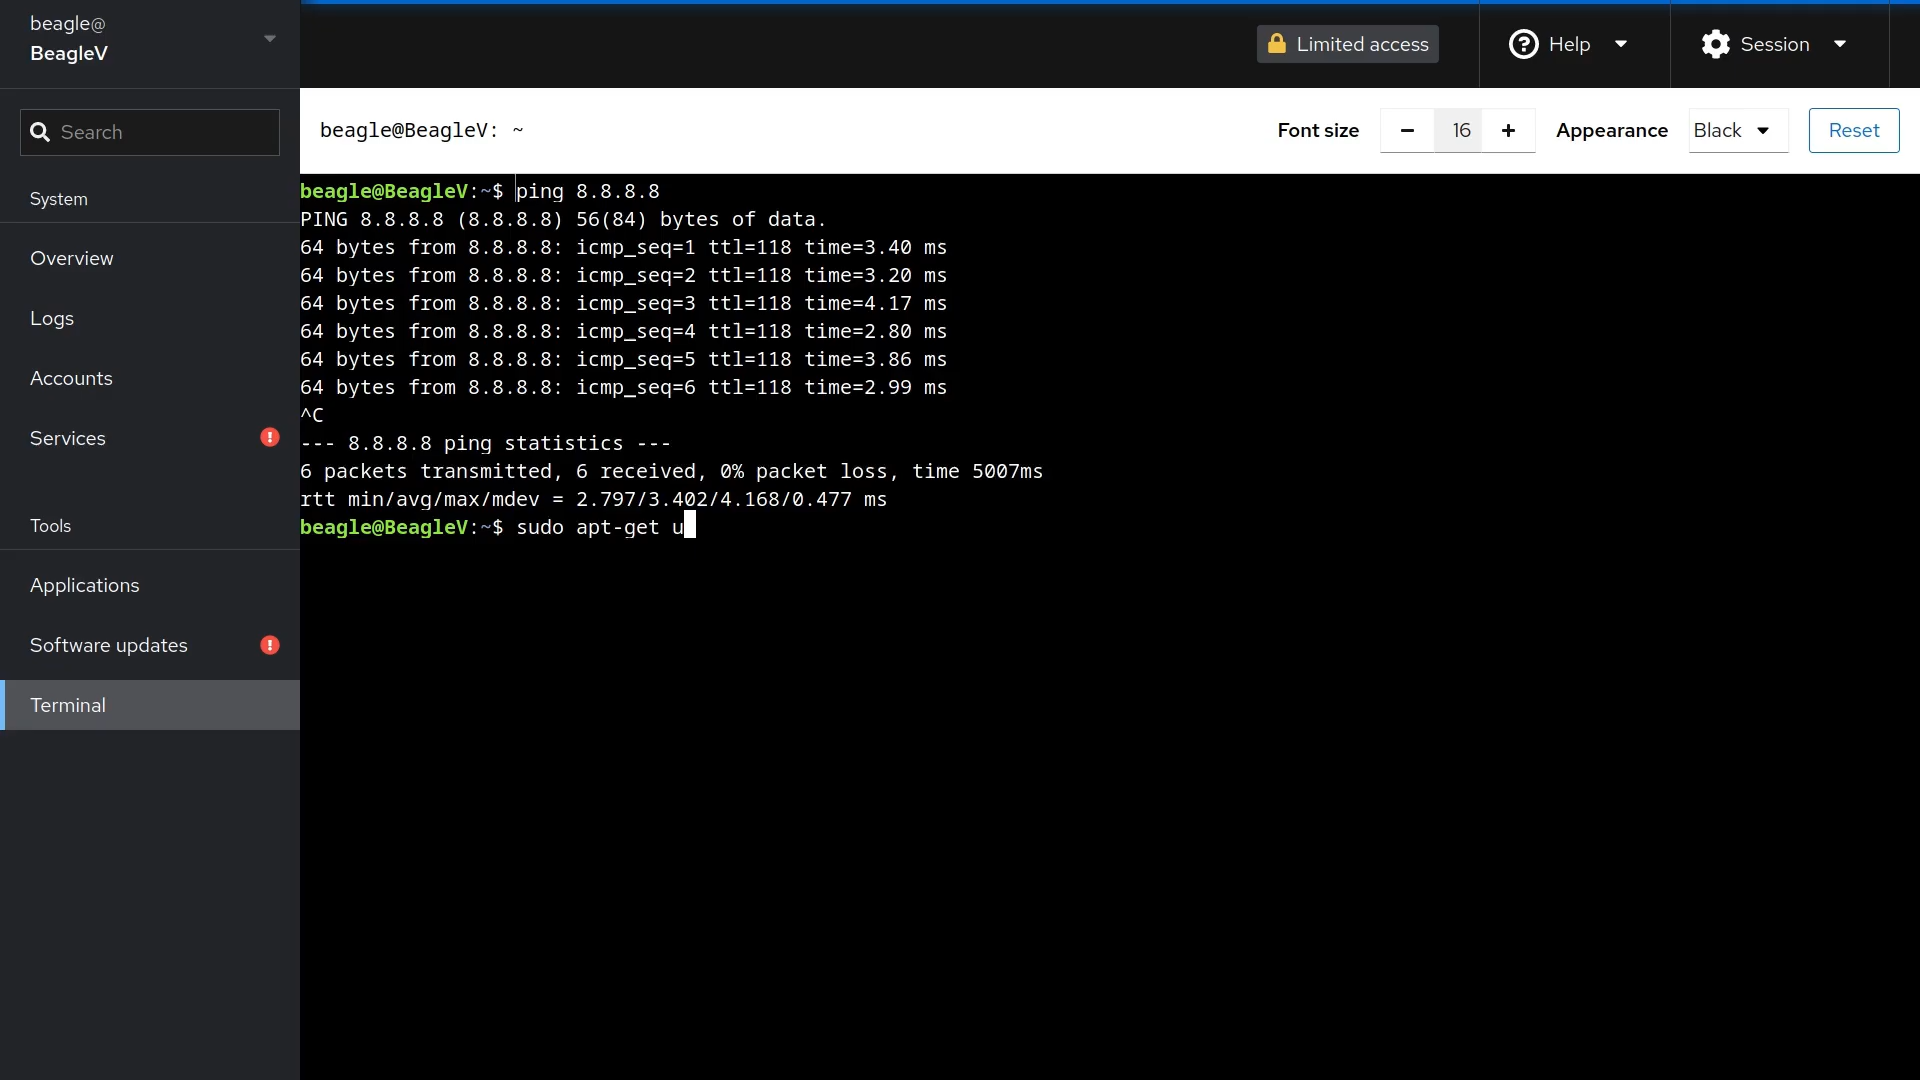 beagle@
BeagleV
Limited access
Help
Session
Search
beagle@BeagleV: ~
Font size
16
Appearance
Black
Reset
System
Overview
Logs
Accounts
Services
Tools
Applications
Software updates
Terminal
beagle@BeagleV:~$ ping 8.8.8.8
PING 8.8.8.8 (8.8.8.8) 56(84) bytes of data.
64 bytes from 8.8.8.8: icmp_seq=1 ttl=118 time=3.40 ms
64 bytes from 8.8.8.8: icmp_seq=2 ttl=118 time=3.20 ms
64 bytes from 8.8.8.8: icmp_seq=3 ttl=118 time=4.17 ms
64 bytes from 8.8.8.8: icmp_seq=4 ttl=118 time=2.80 ms
64 bytes from 8.8.8.8: icmp_seq=5 ttl=118 time=3.86 ms
64 bytes from 8.8.8.8: icmp_seq=6 ttl=118 time=2.99 ms
^C
--- 8.8.8.8 ping statistics ---
6 packets transmitted, 6 received, 0% packet loss, time 5007ms
rtt min/avg/max/mdev = 2.797/3.402/4.168/0.477 ms
beagle@BeagleV:~$ sudo apt-get u